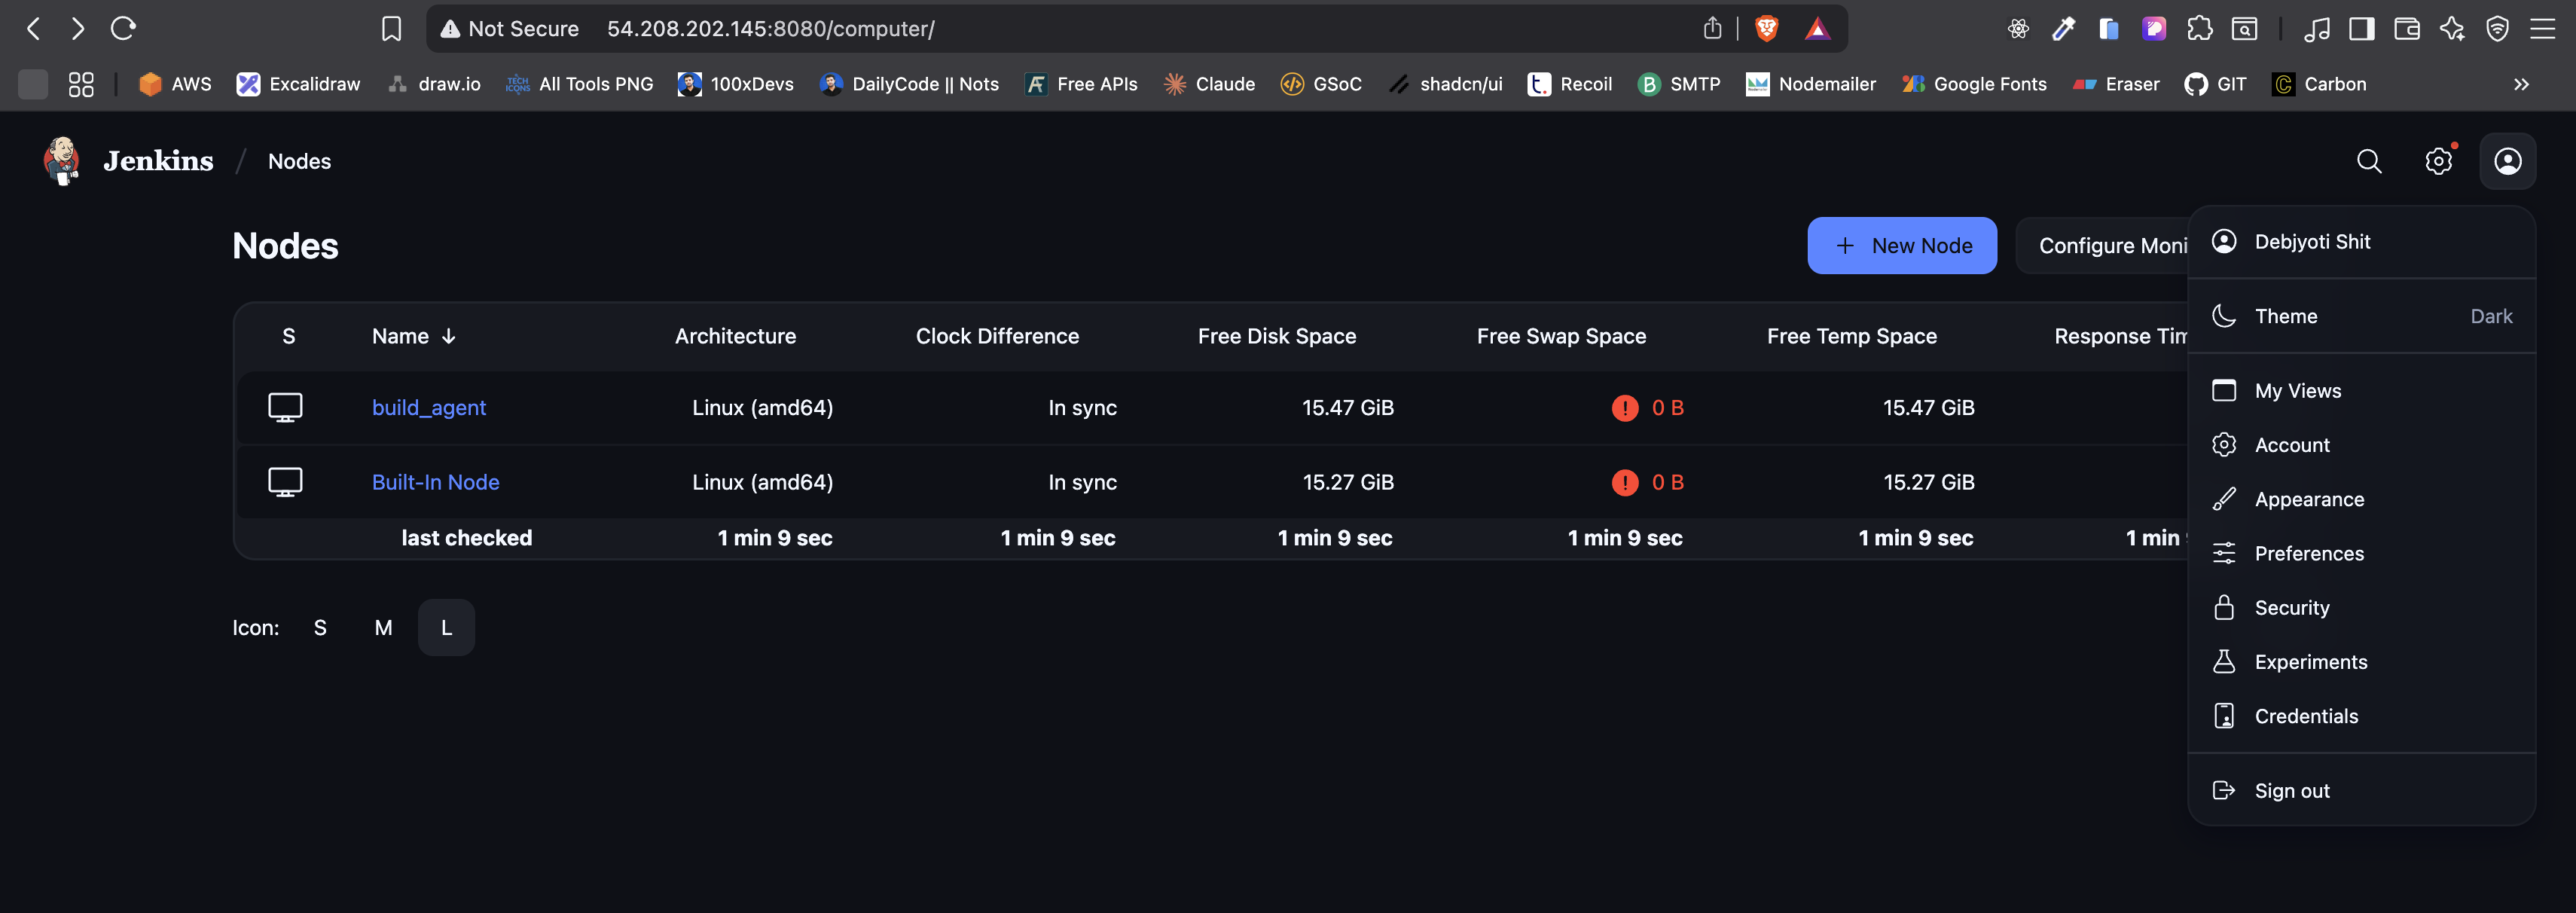 Not Secure 54.208.202.145:8080/computer/
AWS Excalidraw draw.io TECH ICONS All Tools PNG 100xDevs DailyCode || Nots AF Free APIs Claude GSoC shadcn/ui t. Recoil B SMTP Nodemailer Google Fonts Eraser GIT C Carbon
Jenkins / Nodes
Nodes
+ New Node
Configure Moni
S Name ↓ Architecture Clock Difference Free Disk Space Free Swap Space Free Temp Space Response Tim
build_agent Linux (amd64) In sync 15.47 GiB ! 0 B 15.47 GiB
Built-In Node Linux (amd64) In sync 15.27 GiB ! 0 B 15.27 GiB
last checked 1 min 9 sec 1 min 9 sec 1 min 9 sec 1 min 9 sec 1 min 9 sec 1 min
Icon: S M L
Debjyoti Shit
Theme Dark
My Views
Account
Appearance
Preferences
Security
Experiments
Credentials
Sign out